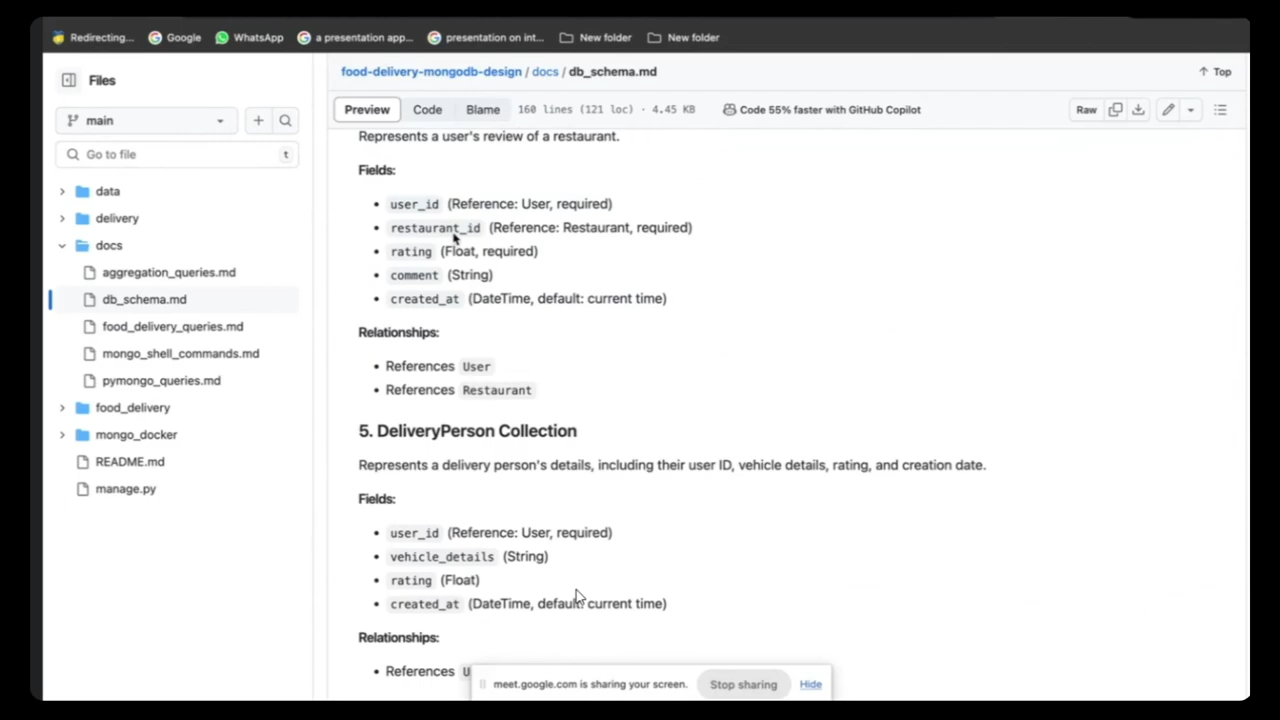 Redirecting... Google WhatsApp a presentation app... presentation on int... New folder New folder
Files
food-delivery-mongodb-design / docs / db_schema.md
Top
main
Preview Code Blame 160 lines (121 loc) · 4.45 KB Code 55% faster with GitHub Copilot Raw
Go to file t
data
delivery
docs
aggregation_queries.md
db_schema.md
food_delivery_queries.md
mongo_shell_commands.md
pymongo_queries.md
food_delivery
mongo_docker
README.md
manage.py
Represents a user's review of a restaurant.
Fields:
• user_id (Reference: User, required)
• restaurant_id (Reference: Restaurant, required)
• rating (Float, required)
• comment (String)
• created_at (DateTime, default: current time)
Relationships:
• References User
• References Restaurant
5. DeliveryPerson Collection
Represents a delivery person's details, including their user ID, vehicle details, rating, and creation date.
Fields:
• user_id (Reference: User, required)
• vehicle_details (String)
• rating (Float)
• created_at (DateTime, default: current time)
Relationships:
• References
meet.google.com is sharing your screen. Stop sharing Hide